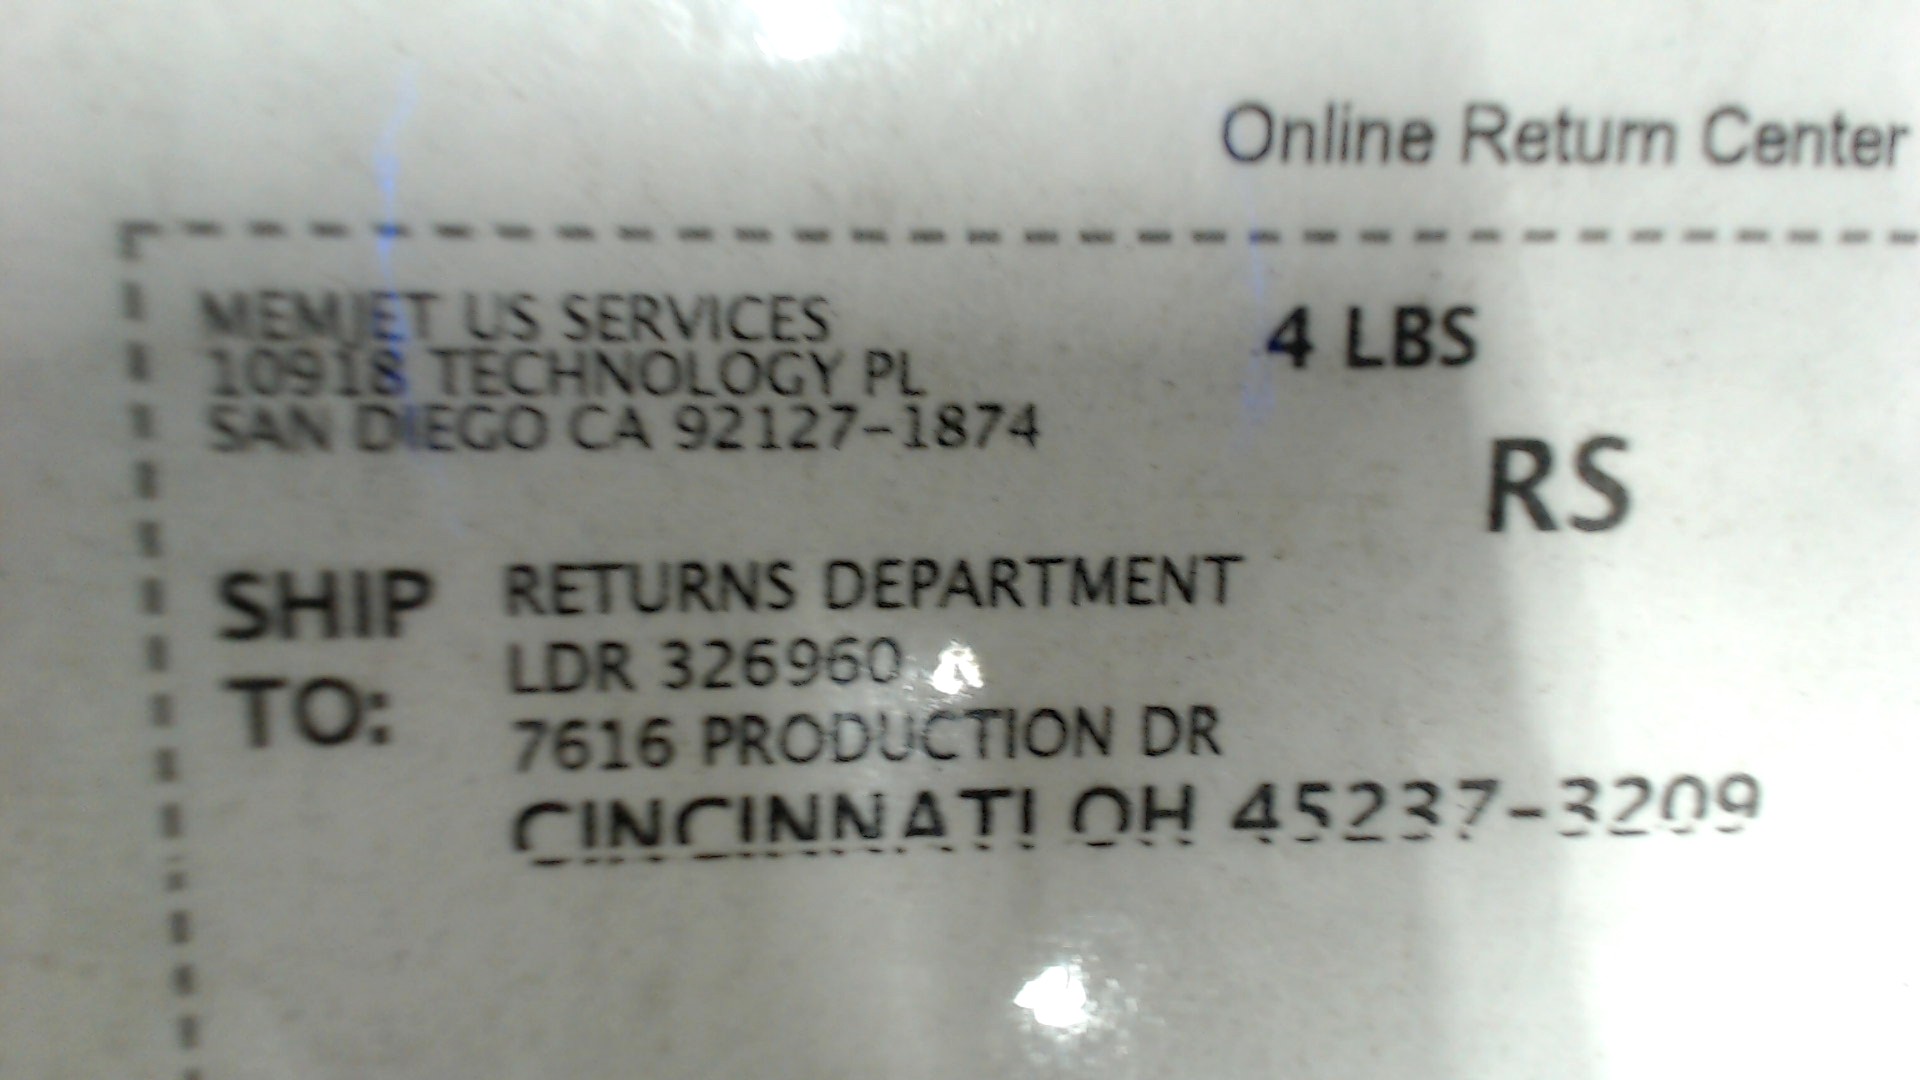 Online Return Center
MEMJET US SERVICES
10918 TECHNOLOGY PL
SAN DIEGO CA 92127-1874
4 LBS
RS
SHIP TO:
RETURNS DEPARTMENT
LDR 326960
7616 PRODUCTION DR
CINCINNATI OH 45237-3209